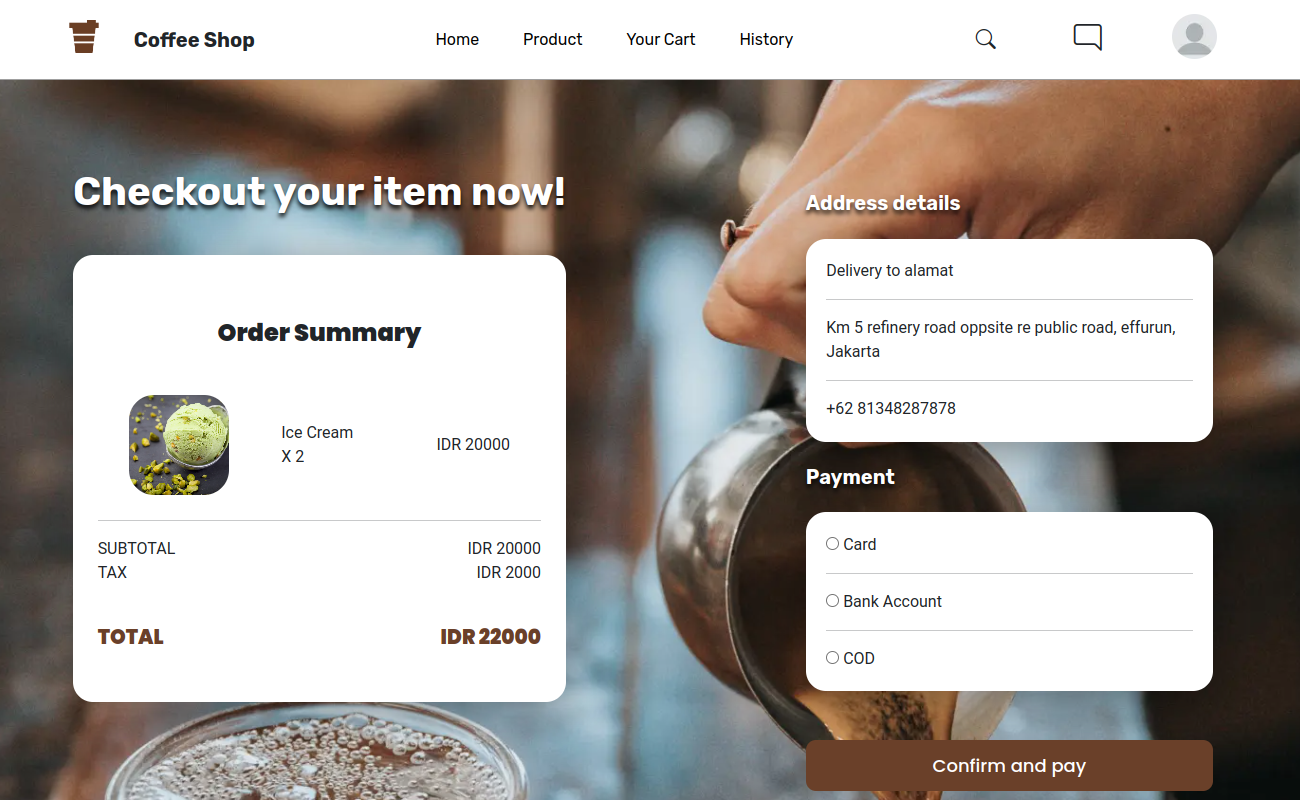 Coffee Shop
Home
Product
Your Cart
History
Checkout your item now!
Order Summary
Ice Cream
X 2
IDR 20000
SUBTOTAL IDR 20000
TAX IDR 2000
TOTAL IDR 22000
Address details
Delivery to alamat
Km 5 refinery road oppsite re public road, effurun,
Jakarta
+62 81348287878
Payment
Card
Bank Account
COD
Confirm and pay